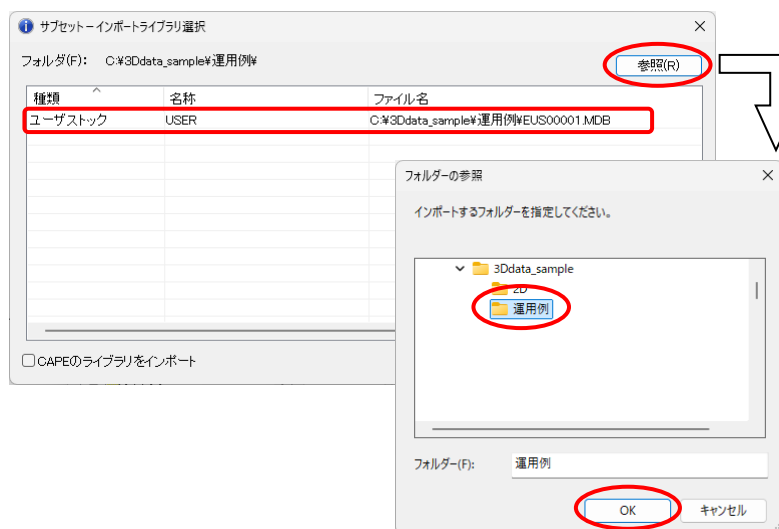 サブセット－インポートライブラリ選択
フォルダ(F): C:¥3Ddata_sample¥運用例¥
参照(R)
種類 名称 ファイル名
ユーザストック USER C:¥3Ddata_sample¥運用例¥EUS00001.MDB
□CAPEのライブラリをインポート
フォルダーの参照
インポートするフォルダーを指定してください。
3Ddata_sample
2D
運用例
フォルダー(F): 運用例
OK キャンセル